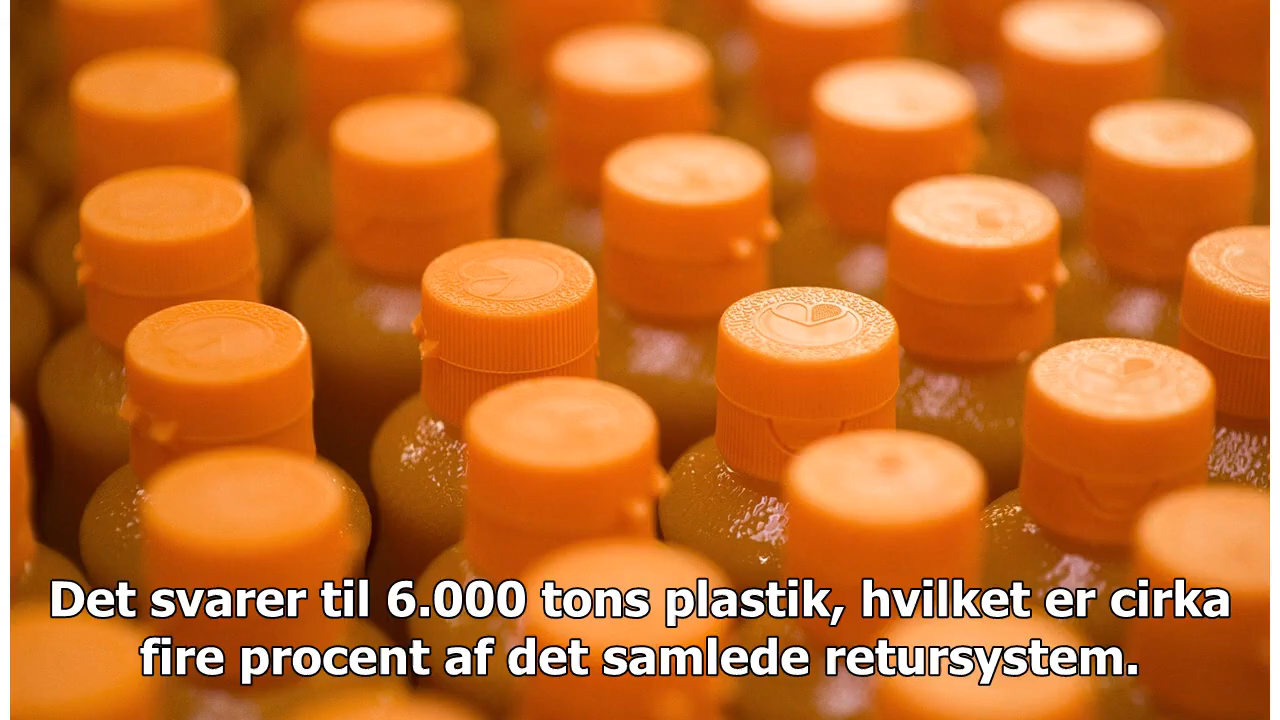 Det svarer til 6.000 tons plastik, hvilket er cirka
fire procent af det samlede retursystem.